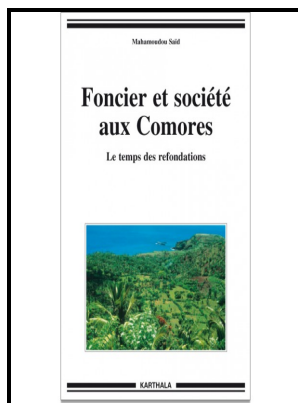 Mahamoudou Saïd
Foncier et société
aux Comores
Le temps des refondations
KARTHALA